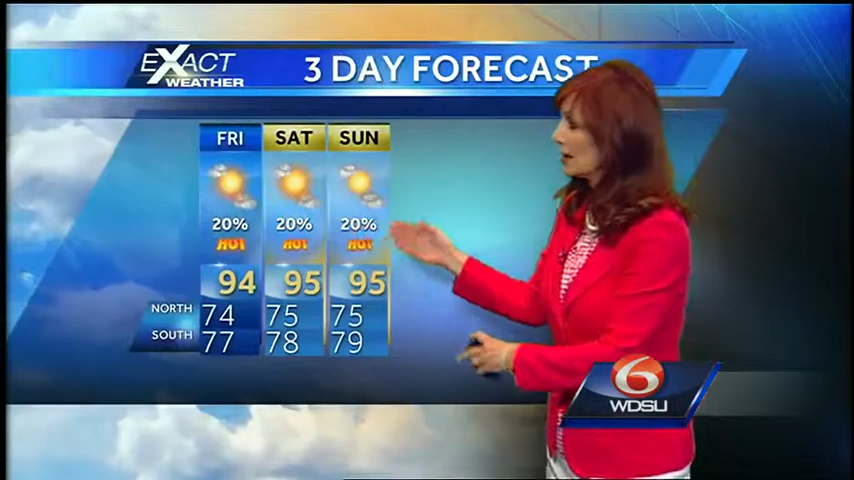 EXACT
WEATHER
3 DAY FORECAST
FRI SAT SUN
20% 20% 20%
HOT HOT HOT
94 95 95
NORTH 74 75 75
SOUTH 77 78 79
6
WDSU